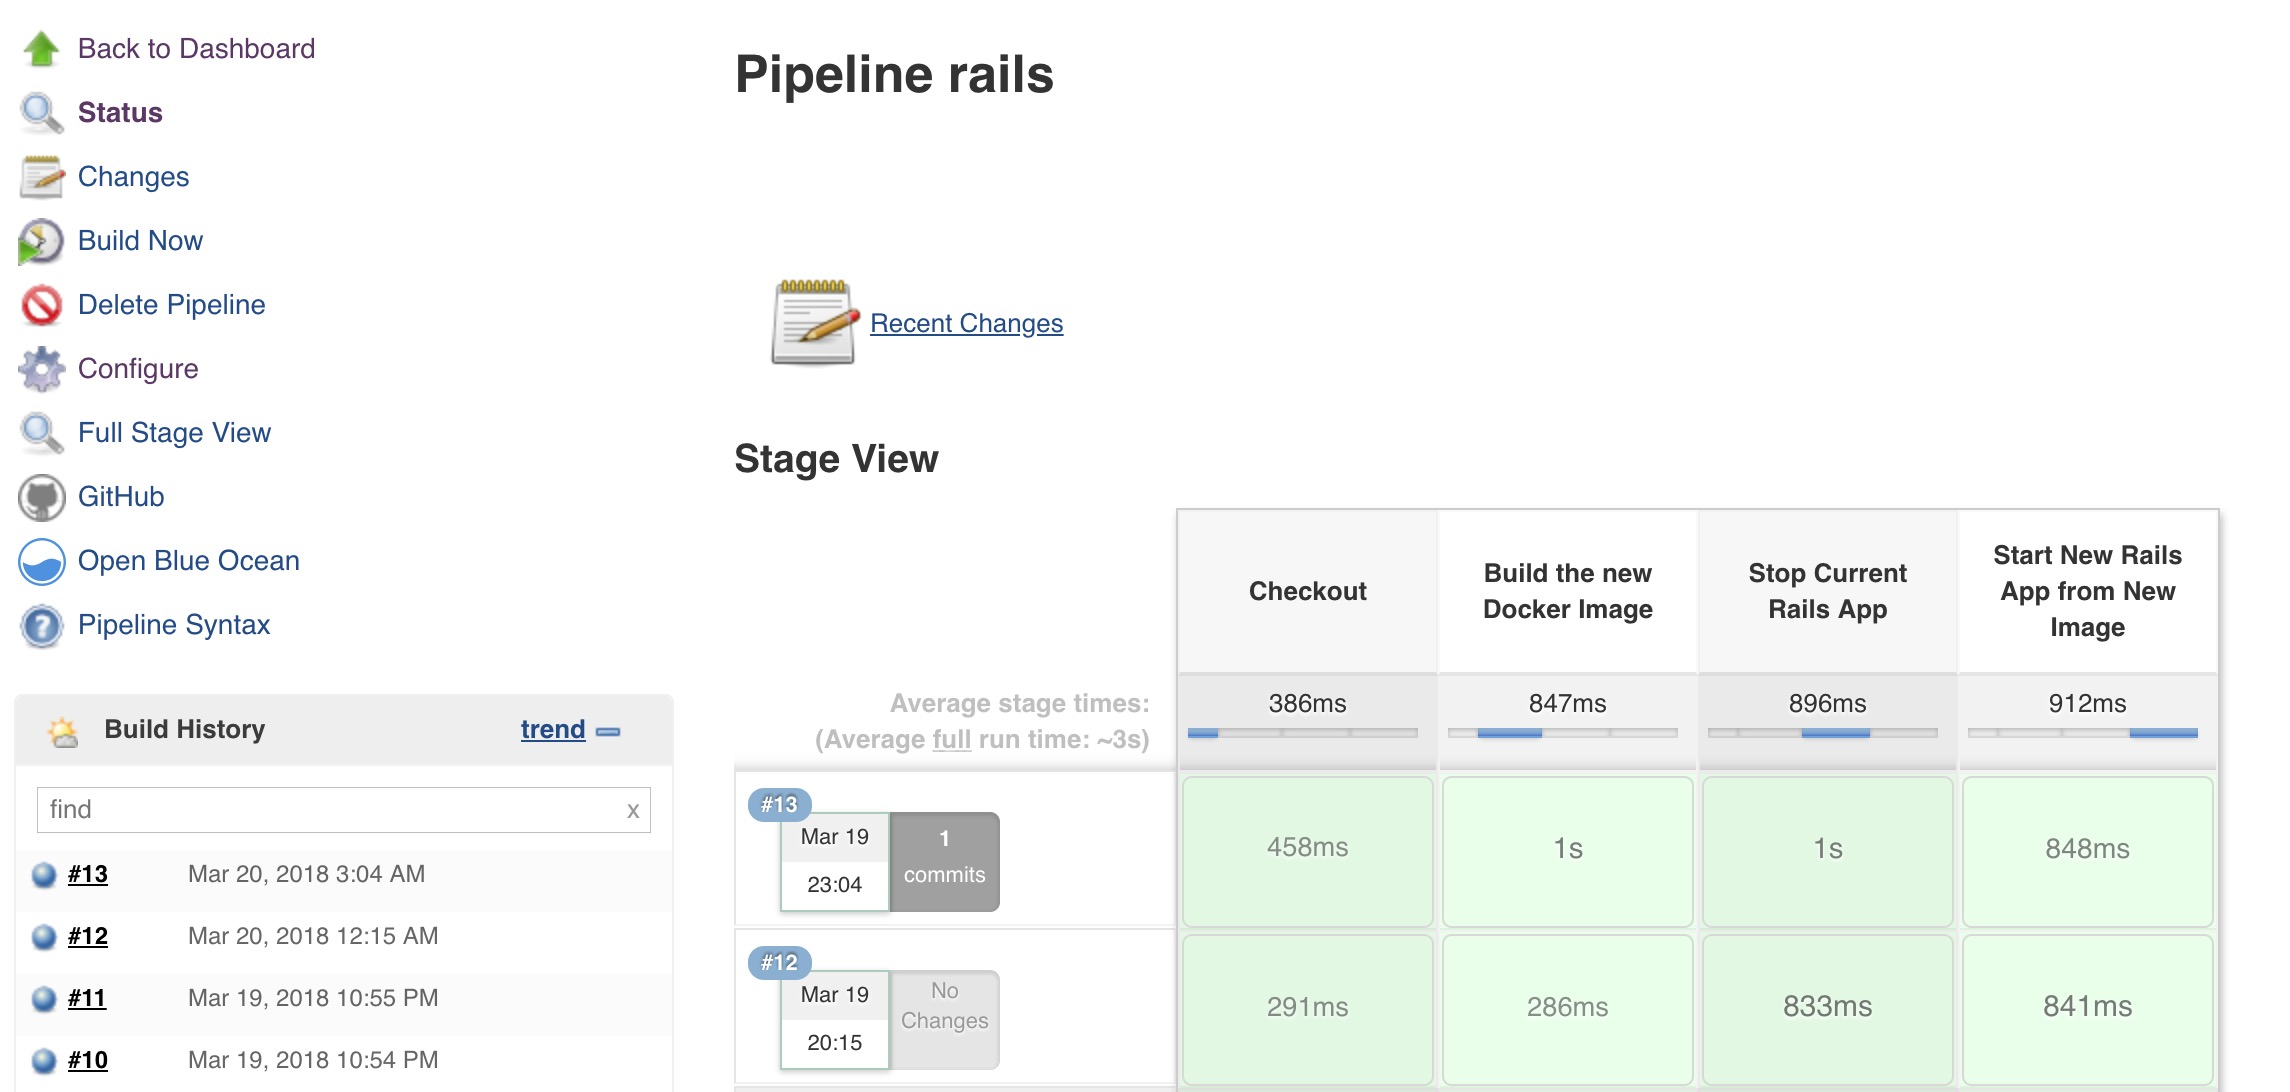 Back to Dashboard
Status
Changes
Build Now
Delete Pipeline
Configure
Full Stage View
GitHub
Open Blue Ocean
Pipeline Syntax
Build History
trend
find
x
#13
Mar 20, 2018 3:04 AM
#12
Mar 20, 2018 12:15 AM
#11
Mar 19, 2018 10:55 PM
#10
Mar 19, 2018 10:54 PM
Pipeline rails
Recent Changes
Stage View
Checkout
Build the new
Docker Image
Stop Current
Rails App
Start New Rails
App from New
Image
Average stage times:
(Average full run time: ~3s)
386ms
847ms
896ms
912ms
#13
Mar 19
23:04
1
commits
458ms
1s
1s
848ms
#12
Mar 19
20:15
No
Changes
291ms
286ms
833ms
841ms